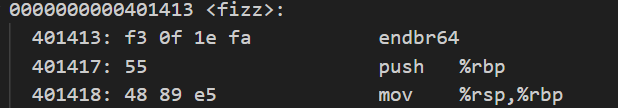 0000000000401413 <fizz>:
401413: f3 0f 1e fa endbr64
401417: 55 push %rbp
401418: 48 89 e5 mov %rsp,%rbp